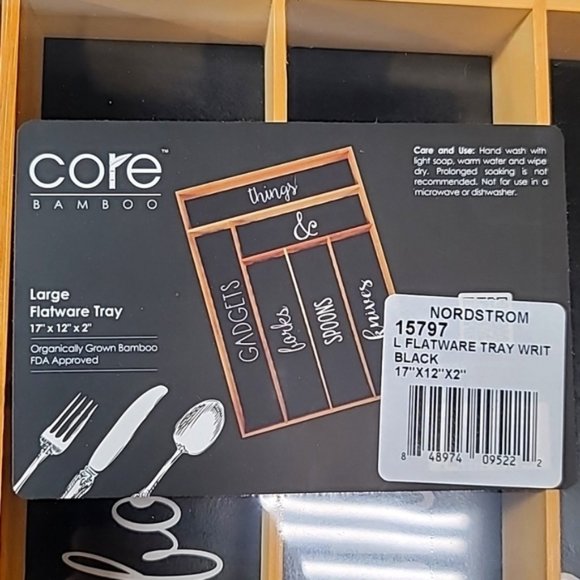 core™
BAMBOO
Large
Flatware Tray
17" x 12" x 2"
Organically Grown Bamboo
FDA Approved
things
&
GADGETS
forks
SPOONS
knives
Care and Use: Hand wash with
light soap, warm water and wipe
dry. Prolonged soaking is not
recommended. Not for use in a
microwave or dishwasher.
NORDSTROM
15797
L FLATWARE TRAY WRIT
BLACK
17"X12"X2"
8 48974 09522 2